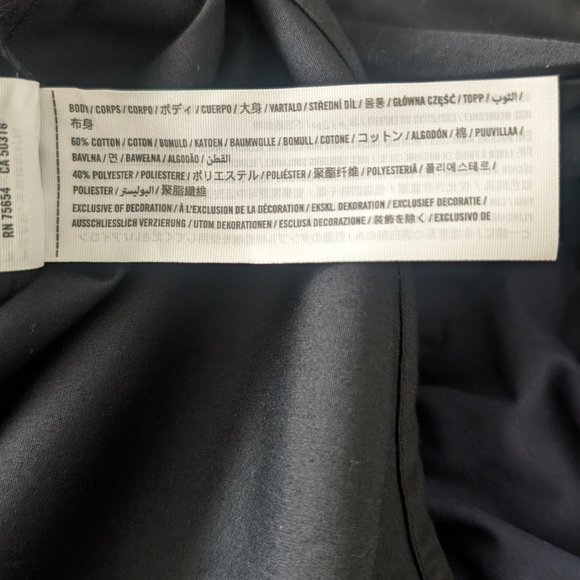 BODY / CORPS / CORPO / ボディ / CUERPO / 大身 / VARTALO / STŘEDNÍ DÍL / 몸통 / GŁÓWNA CZĘŚĆ / TOPP / الثوب /
布身
60% COTTON / COTON / BOMULD / KATOEN / BAUMWOLLE / BOMULL / COTONE / コットン / ALGODÓN / 棉 / PUUVILLAA /
BAVLNA / 면 / BAWEŁNA / ALGODÃO / القطن
40% POLYESTER / POLIESTERE / ポリエステル / POLIÉSTER / 聚酯纤维 / POLYESTERIÄ / 폴리에스테르 /
POLIESTER / البوليستر / 聚脂纖維
EXCLUSIVE OF DECORATION / À L'EXCLUSION DE LA DÉCORATION / EKSKL. DEKORATION / EXCLUSIEF DECORATIE /
AUSSCHLIESSLICH VERZIERUNG / UTOM DEKORATIONEN / ESCLUSA DECORAZIONE / 装飾を除く / EXCLUSIVO DE
RN 75654 CA 50318